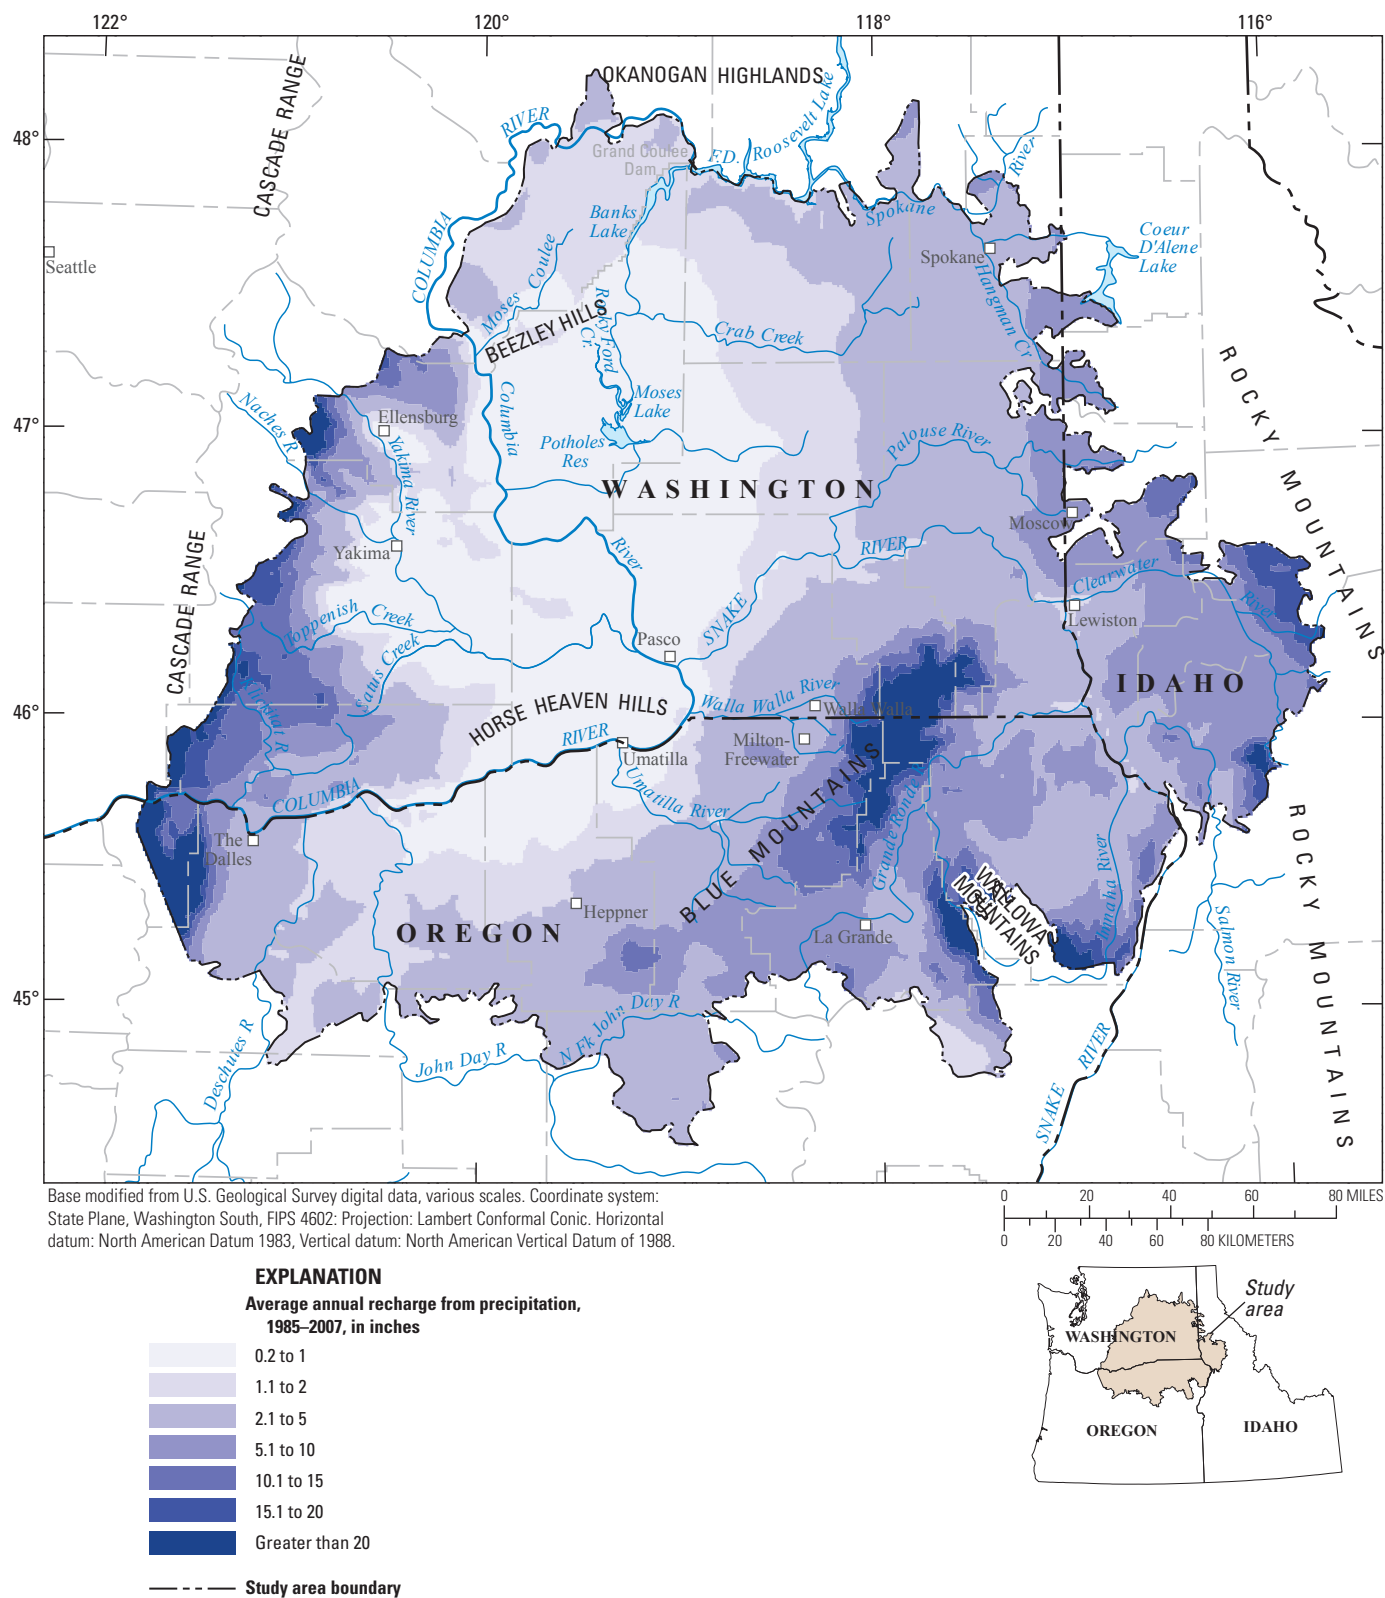 122°
120°
118°
116°
48°
47°
46°
45°
OKANOGAN HIGHLANDS
CASCADE RANGE
RIVER
Grand Coulee
Dam
F.D. Roosevelt Lake
River
Spokane
COLUMBIA
Banks
Lake
Coeur
D'Alene
Lake
Seattle
Spokane
Moses Coulee
Hangman Cr
BEEZLEY HILLS
Rocky Ford
Cr.
Crab Creek
ROCKY MOUNTAINS
Columbia
Moses
Lake
Naches R
Ellensburg
Yakima River
Potholes
Res
Palouse River
WASHINGTON
Moscow
CASCADE RANGE
Yakima
River
RIVER
Clearwater
River
SNAKE
Toppenish Creek
Lewiston
Satus Creek
Pasco
IDAHO
Klickitat R
Walla Walla River
Walla Walla
HORSE HEAVEN HILLS
RIVER
Milton-
Freewater
Umatilla
COLUMBIA
Umatilla River
BLUE MOUNTAINS
Grande Ronde
The
Dalles
Imnaha River
ROCKY MOUNTAINS
WALLOWA
MOUNTAINS
Heppner
OREGON
La Grande
Salmon River
N Fk John Day R
Deschutes R
John Day R
SNAKE RIVER
Base modified from U.S. Geological Survey digital data, various scales. Coordinate system:
State Plane, Washington South, FIPS 4602: Projection: Lambert Conformal Conic. Horizontal
datum: North American Datum 1983, Vertical datum: North American Vertical Datum of 1988.
0 20 40 60 80 MILES
0 20 40 60 80 KILOMETERS
EXPLANATION
Average annual recharge from precipitation,
1985–2007, in inches
0.2 to 1
1.1 to 2
2.1 to 5
5.1 to 10
10.1 to 15
15.1 to 20
Greater than 20
Study area boundary
Study
area
WASHINGTON
OREGON
IDAHO